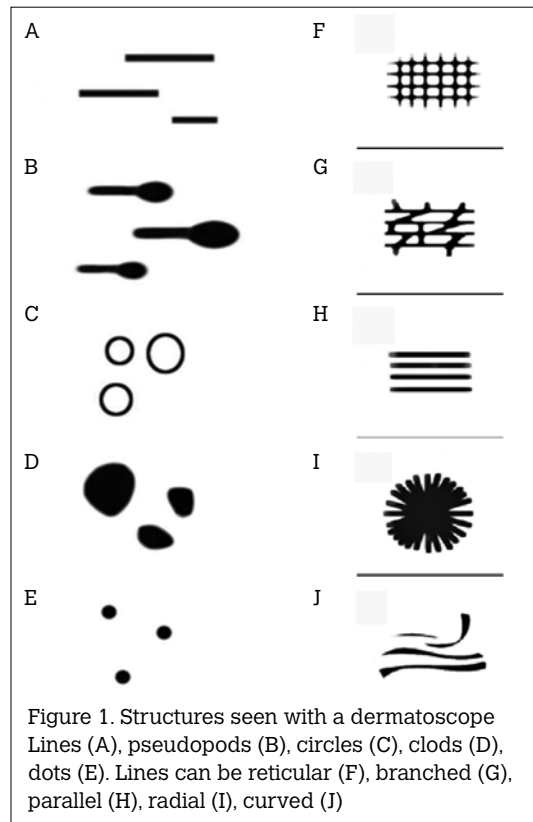 A
F
B
G
C
H
D
I
E
J
Figure 1. Structures seen with a dermatoscope
Lines (A), pseudopods (B), circles (C), clods (D),
dots (E). Lines can be reticular (F), branched (G),
parallel (H), radial (I), curved (J)